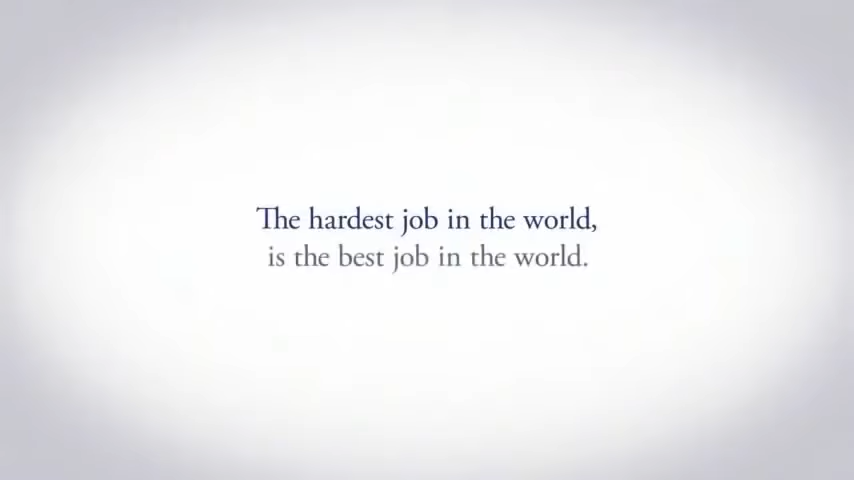 The hardest job in the world,
is the best job in the world.